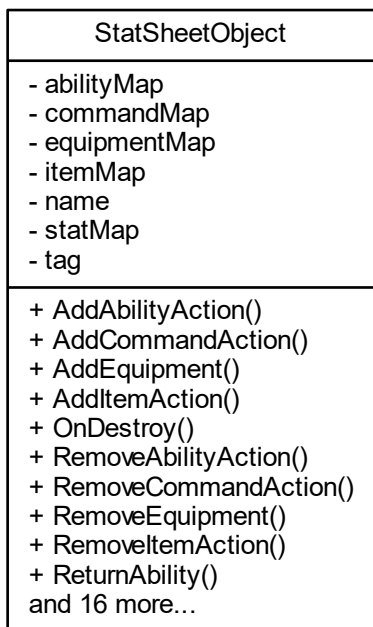 StatSheetObject
- abilityMap
- commandMap
- equipmentMap
- itemMap
- name
- statMap
- tag
+ AddAbilityAction()
+ AddCommandAction()
+ AddEquipment()
+ AddItemAction()
+ OnDestroy()
+ RemoveAbilityAction()
+ RemoveCommandAction()
+ RemoveEquipment()
+ RemoveItemAction()
+ ReturnAbility()
and 16 more...